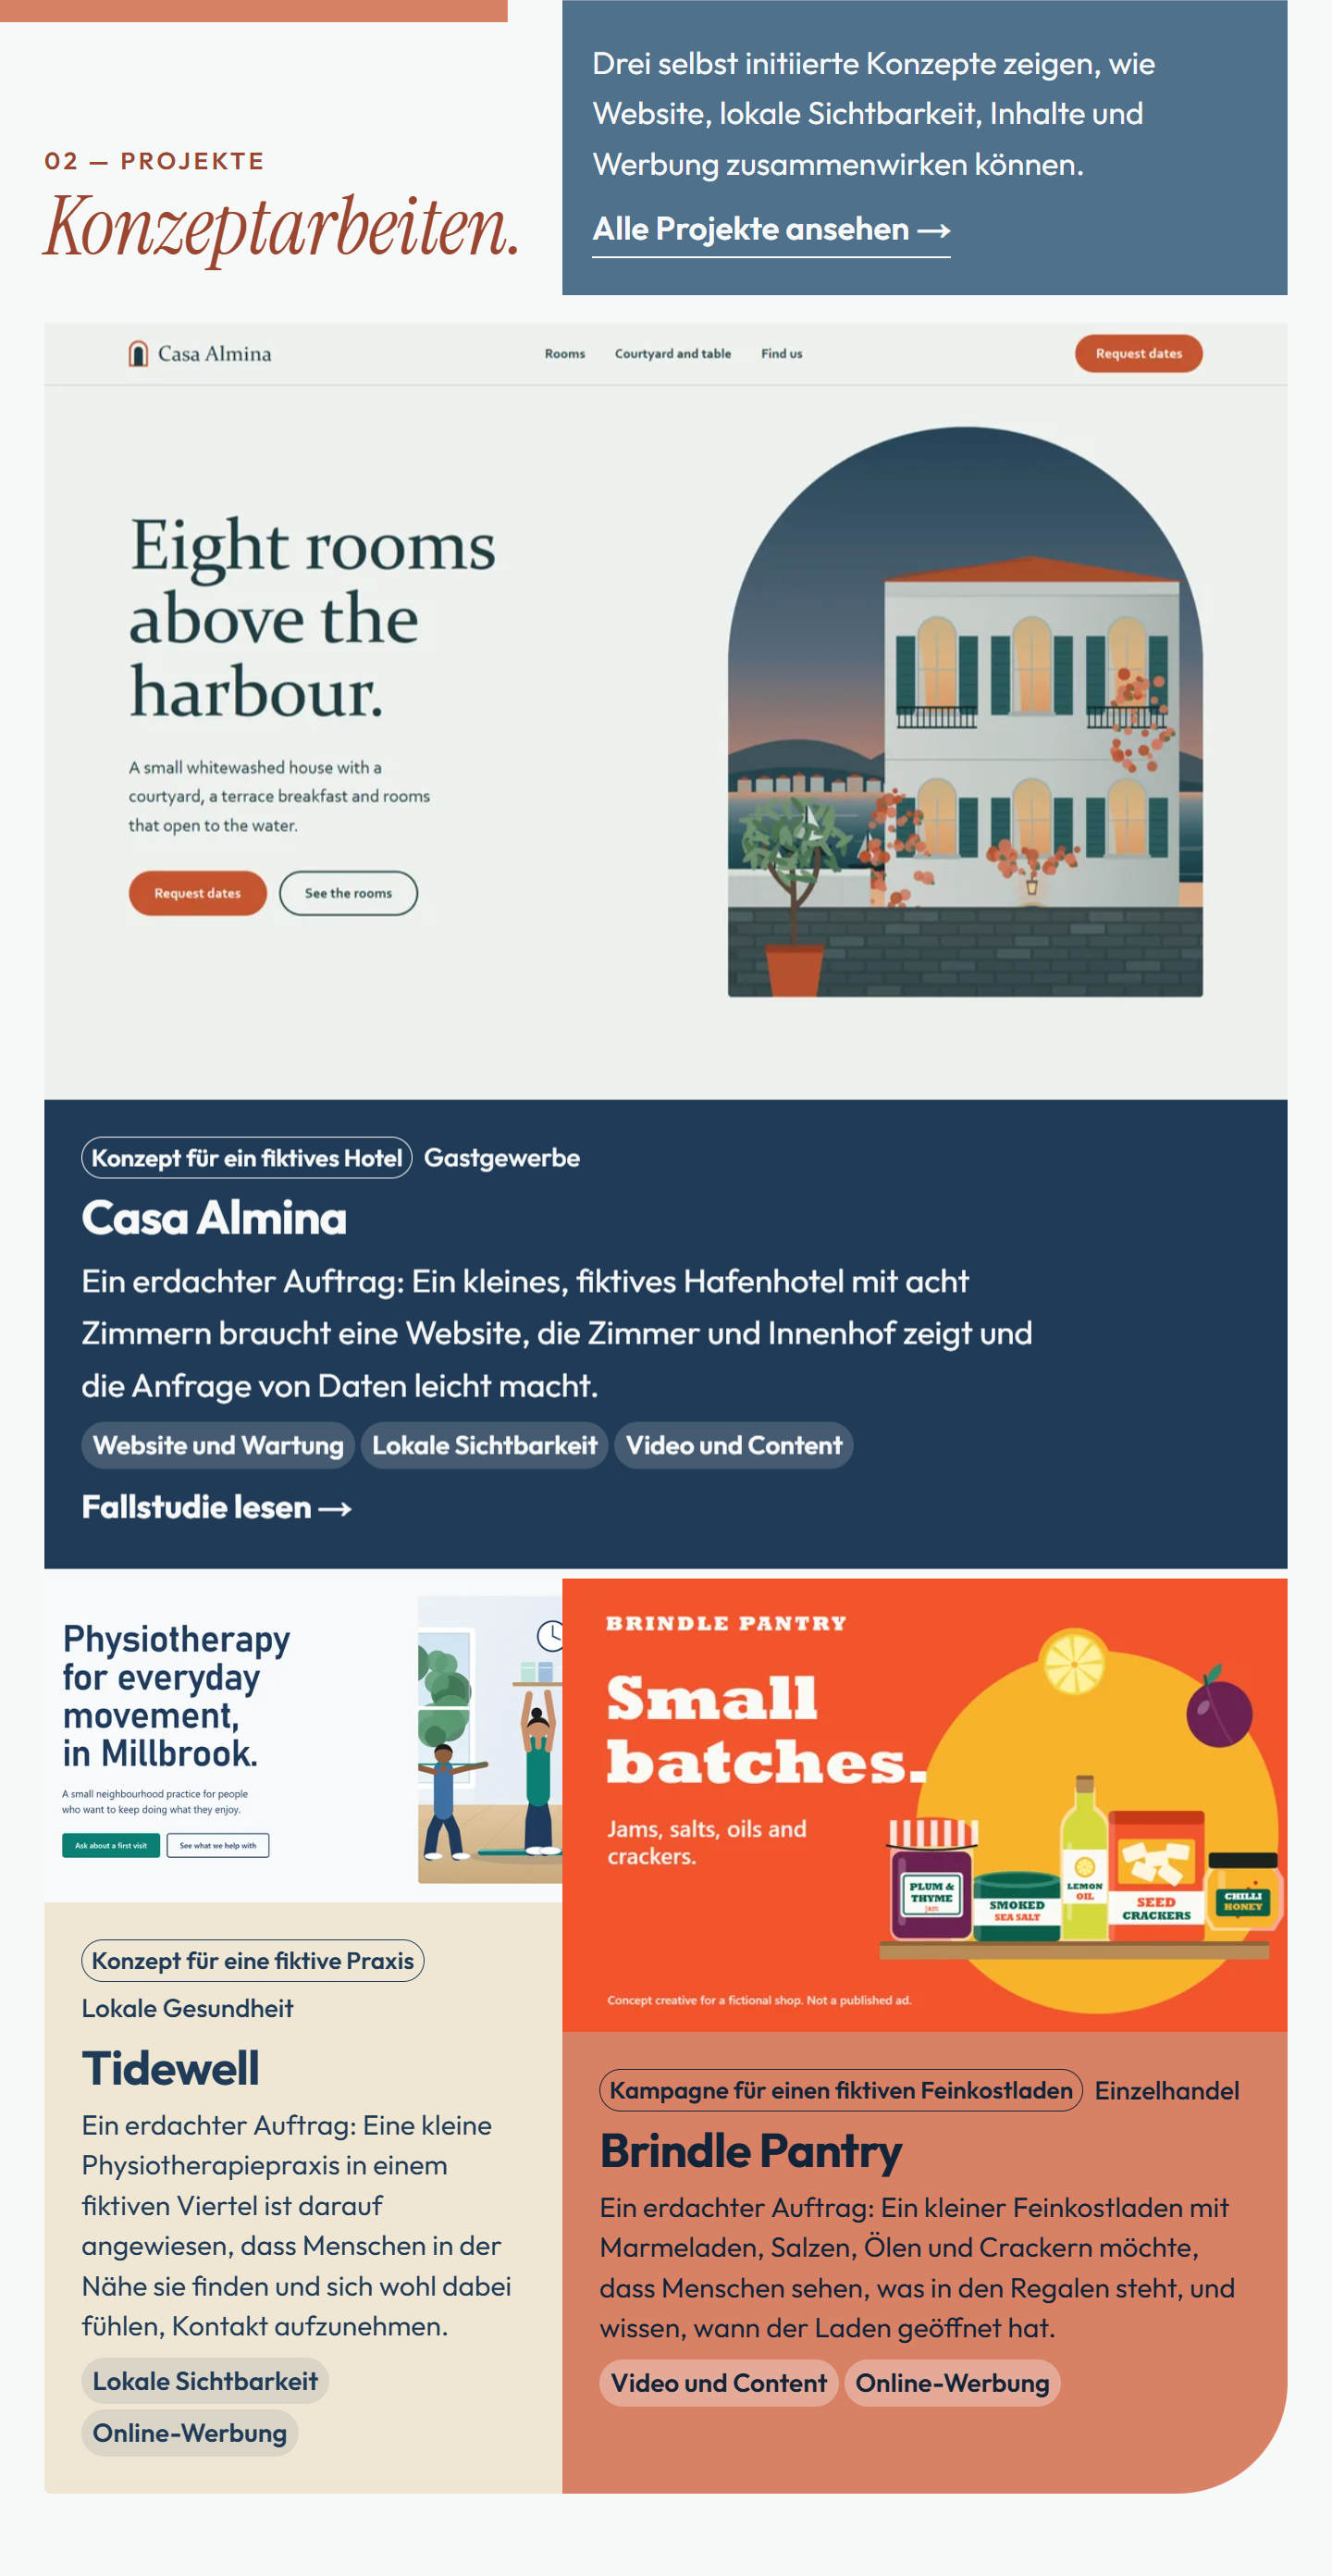 02 — PROJEKTE
Konzeptarbeiten.
Drei selbst initiierte Konzepte zeigen, wie
Website, lokale Sichtbarkeit, Inhalte und
Werbung zusammenwirken können.
Alle Projekte ansehen →
Casa Almina
Rooms
Courtyard and table
Find us
Request dates
Eight rooms
above the
harbour.
A small whitewashed house with a
courtyard, a terrace breakfast and rooms
that open to the water.
Request dates
See the rooms
Konzept für ein fiktives Hotel
Gastgewerbe
Casa Almina
Ein erdachter Auftrag: Ein kleines, fiktives Hafenhotel mit acht
Zimmern braucht eine Website, die Zimmer und Innenhof zeigt und
die Anfrage von Daten leicht macht.
Website und Wartung
Lokale Sichtbarkeit
Video und Content
Fallstudie lesen →
Physiotherapy
for everyday
movement,
in Millbrook.
A small neighbourhood practice for people
who want to keep doing what they enjoy.
Ask about a first visit
See what we help with
Konzept für eine fiktive Praxis
Lokale Gesundheit
Tidewell
Ein erdachter Auftrag: Eine kleine
Physiotherapiepraxis in einem
fiktiven Viertel ist darauf
angewiesen, dass Menschen in der
Nähe sie finden und sich wohl dabei
fühlen, Kontakt aufzunehmen.
Lokale Sichtbarkeit
Online-Werbung
BRINDLE PANTRY
Small
batches.
Jams, salts, oils and
crackers.
PLUM &
THYME
jam
SMOKED
SEA SALT
LEMON
OIL
SEED
CRACKERS
CHILLI
HONEY
Concept creative for a fictional shop. Not a published ad.
Kampagne für einen fiktiven Feinkostladen
Einzelhandel
Brindle Pantry
Ein erdachter Auftrag: Ein kleiner Feinkostladen mit
Marmeladen, Salzen, Ölen und Crackern möchte,
dass Menschen sehen, was in den Regalen steht, und
wissen, wann der Laden geöffnet hat.
Video und Content
Online-Werbung